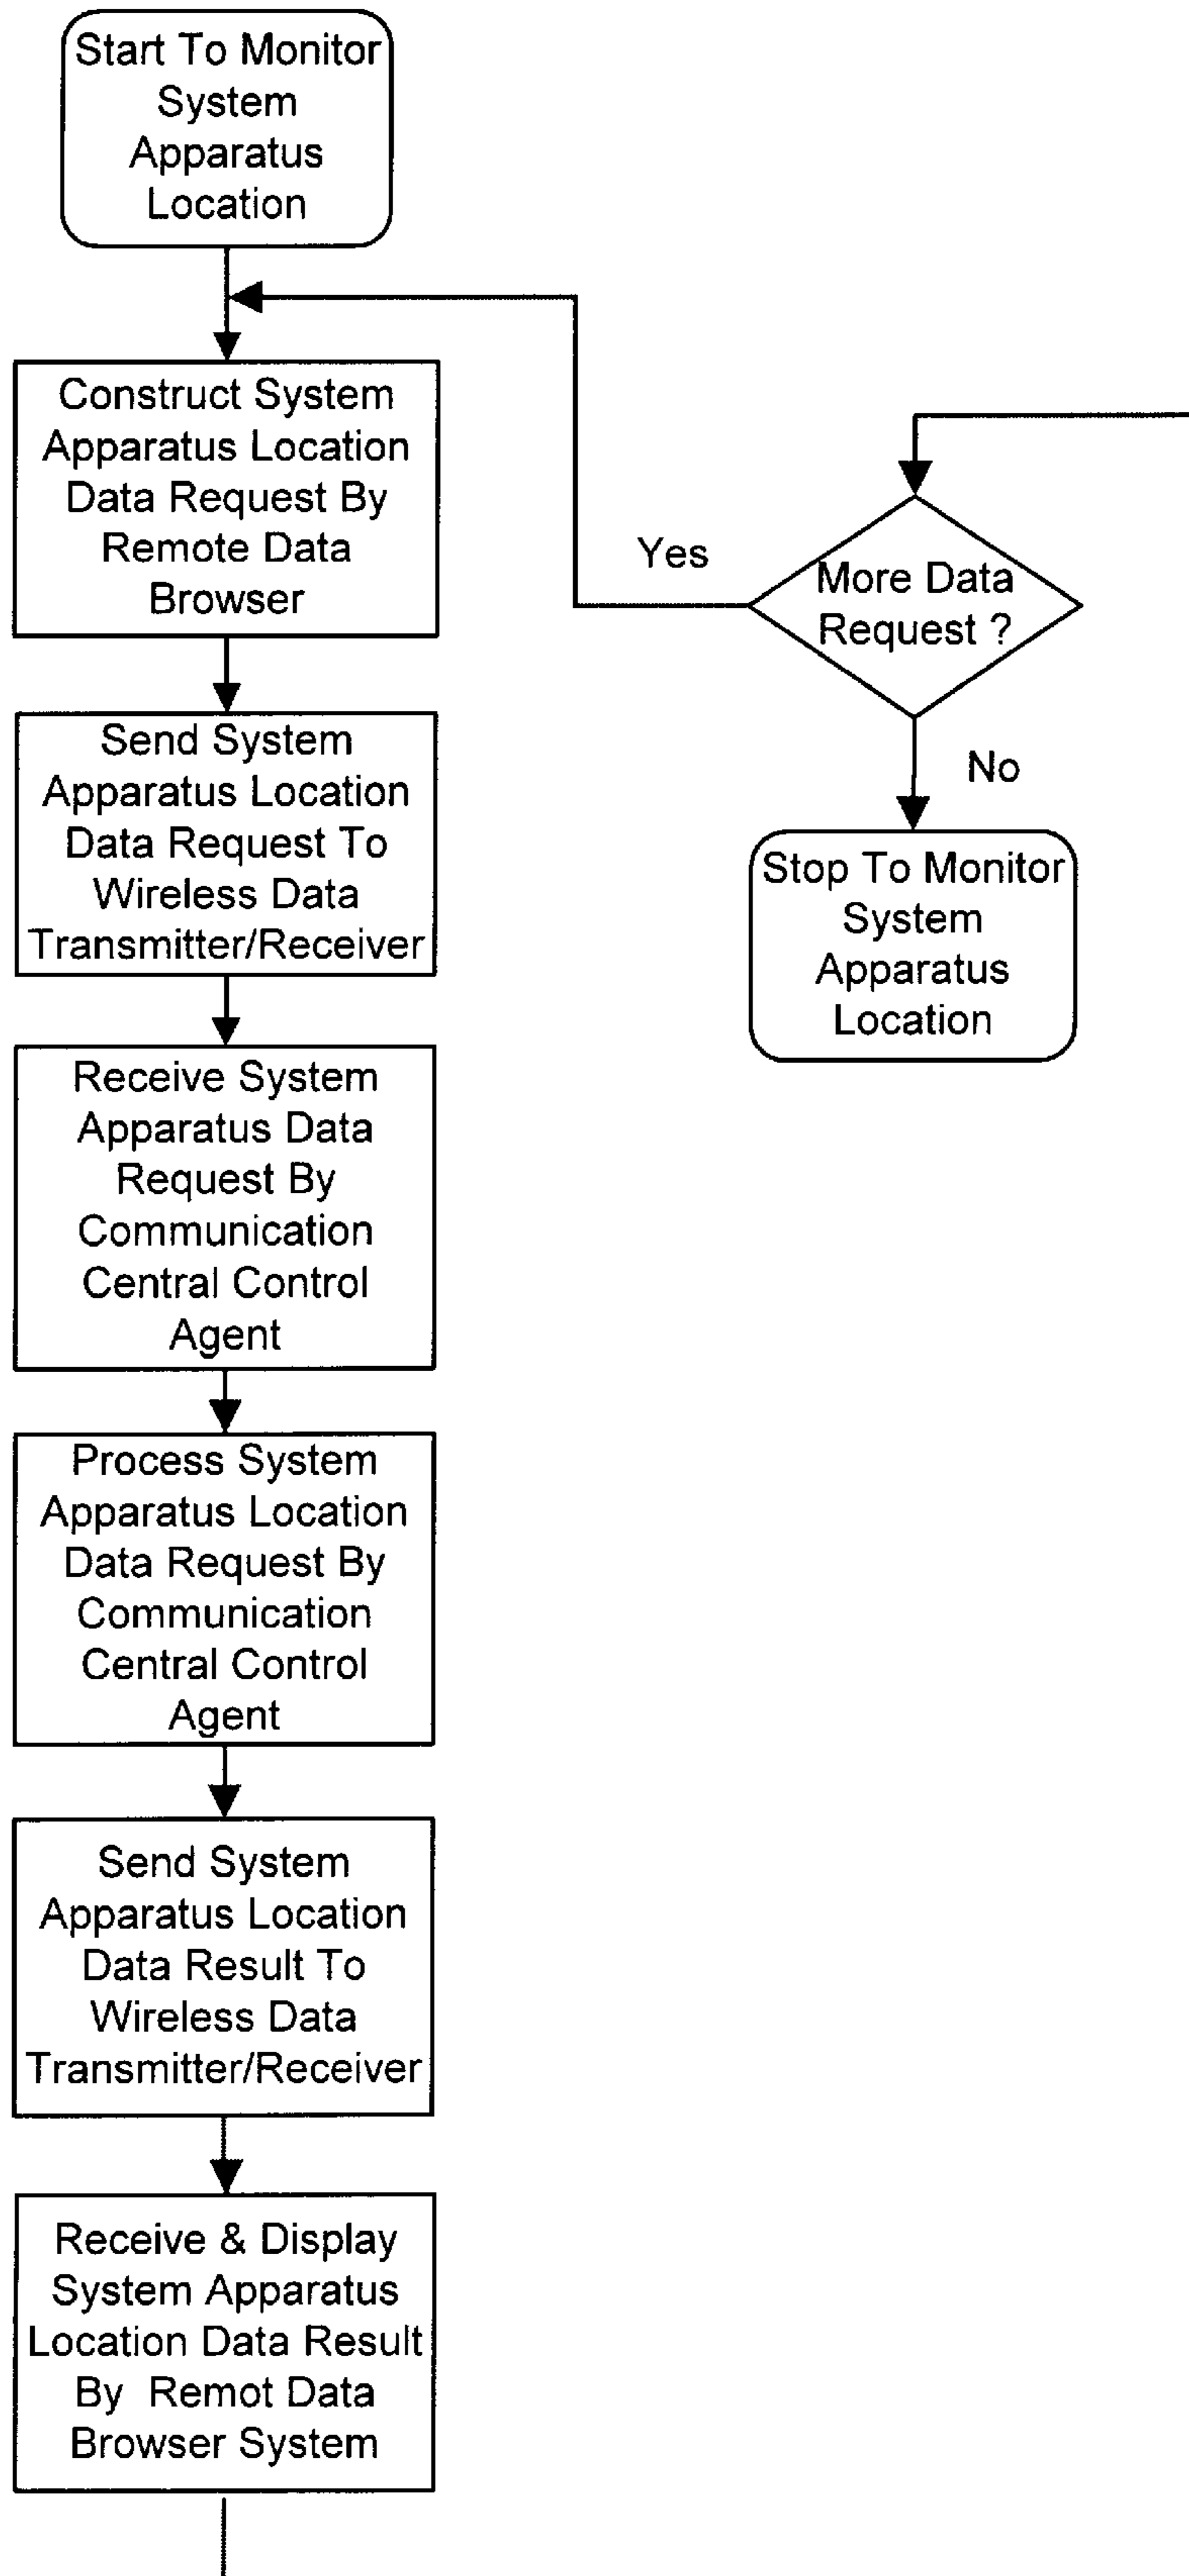 Start To Monitor
System
Apparatus
Location
Construct System
Apparatus Location
Data Request By
Remote Data
Browser
Send System
Apparatus Location
Data Request To
Wireless Data
Transmitter/Receiver
Receive System
Apparatus Data
Request By
Communication
Central Control
Agent
Process System
Apparatus Location
Data Request By
Communication
Central Control
Agent
Send System
Apparatus Location
Data Result To
Wireless Data
Transmitter/Receiver
Receive & Display
System Apparatus
Location Data Result
By Remot Data
Browser System
More Data
Request ?
Yes
No
Stop To Monitor
System
Apparatus
Location